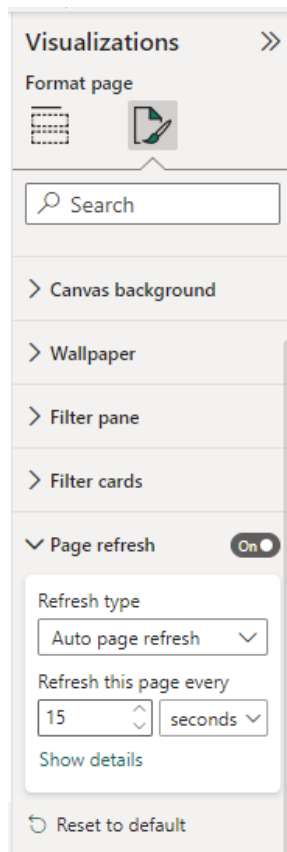 Visualizations
Format page
Search
Canvas background
Wallpaper
Filter pane
Filter cards
Page refresh On
Refresh type
Auto page refresh
Refresh this page every
15 seconds
Show details
Reset to default